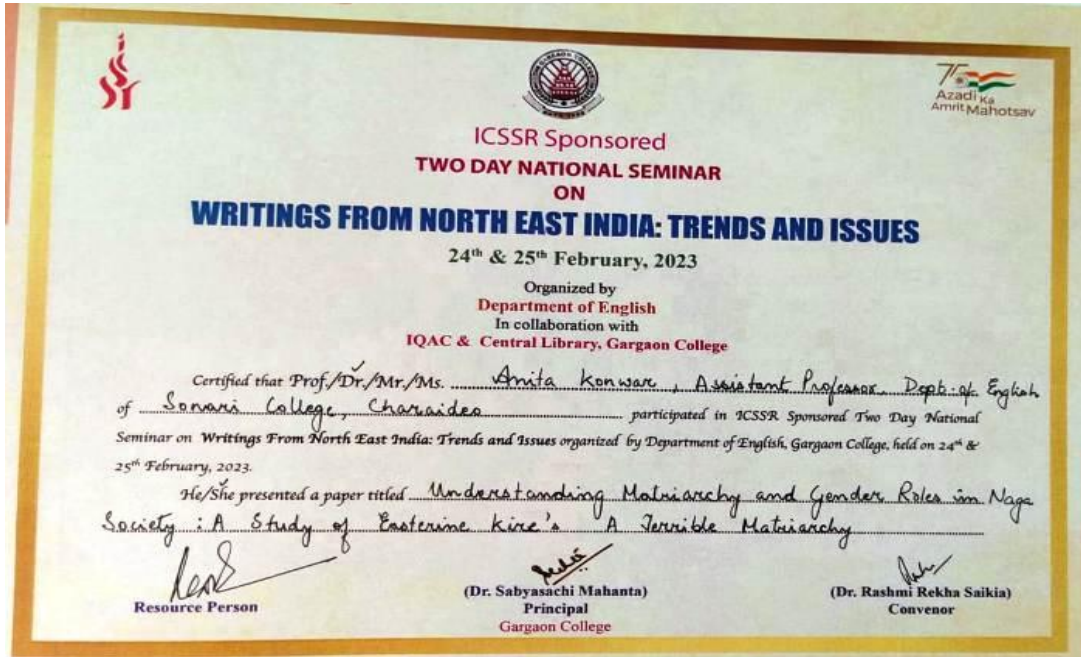 75
Azadi Ka
Amrit Mahotsav
ICSSR Sponsored
TWO DAY NATIONAL SEMINAR
ON
WRITINGS FROM NORTH EAST INDIA: TRENDS AND ISSUES
24th & 25th February, 2023
Organized by
Department of English
In collaboration with
IQAC & Central Library, Gargaon College
Certified that Prof./Dr./Mr./Ms. Anita Konwar, Assistant Professor Dept. of English
of Sonari College, Charaideo participated in ICSSR Sponsored Two Day National
Seminar on Writings From North East India: Trends and Issues organized by Department of English, Gargaon College, held on 24th &
25th February, 2023.
He/She presented a paper titled Understanding Matriarchy and Gender Roles in Naga
Society : A Study of Easterine Kire's A Terrible Matriarchy
Resource Person
(Dr. Sabyasachi Mahanta)
Principal
Gargaon College
(Dr. Rashmi Rekha Saikia)
Convenor